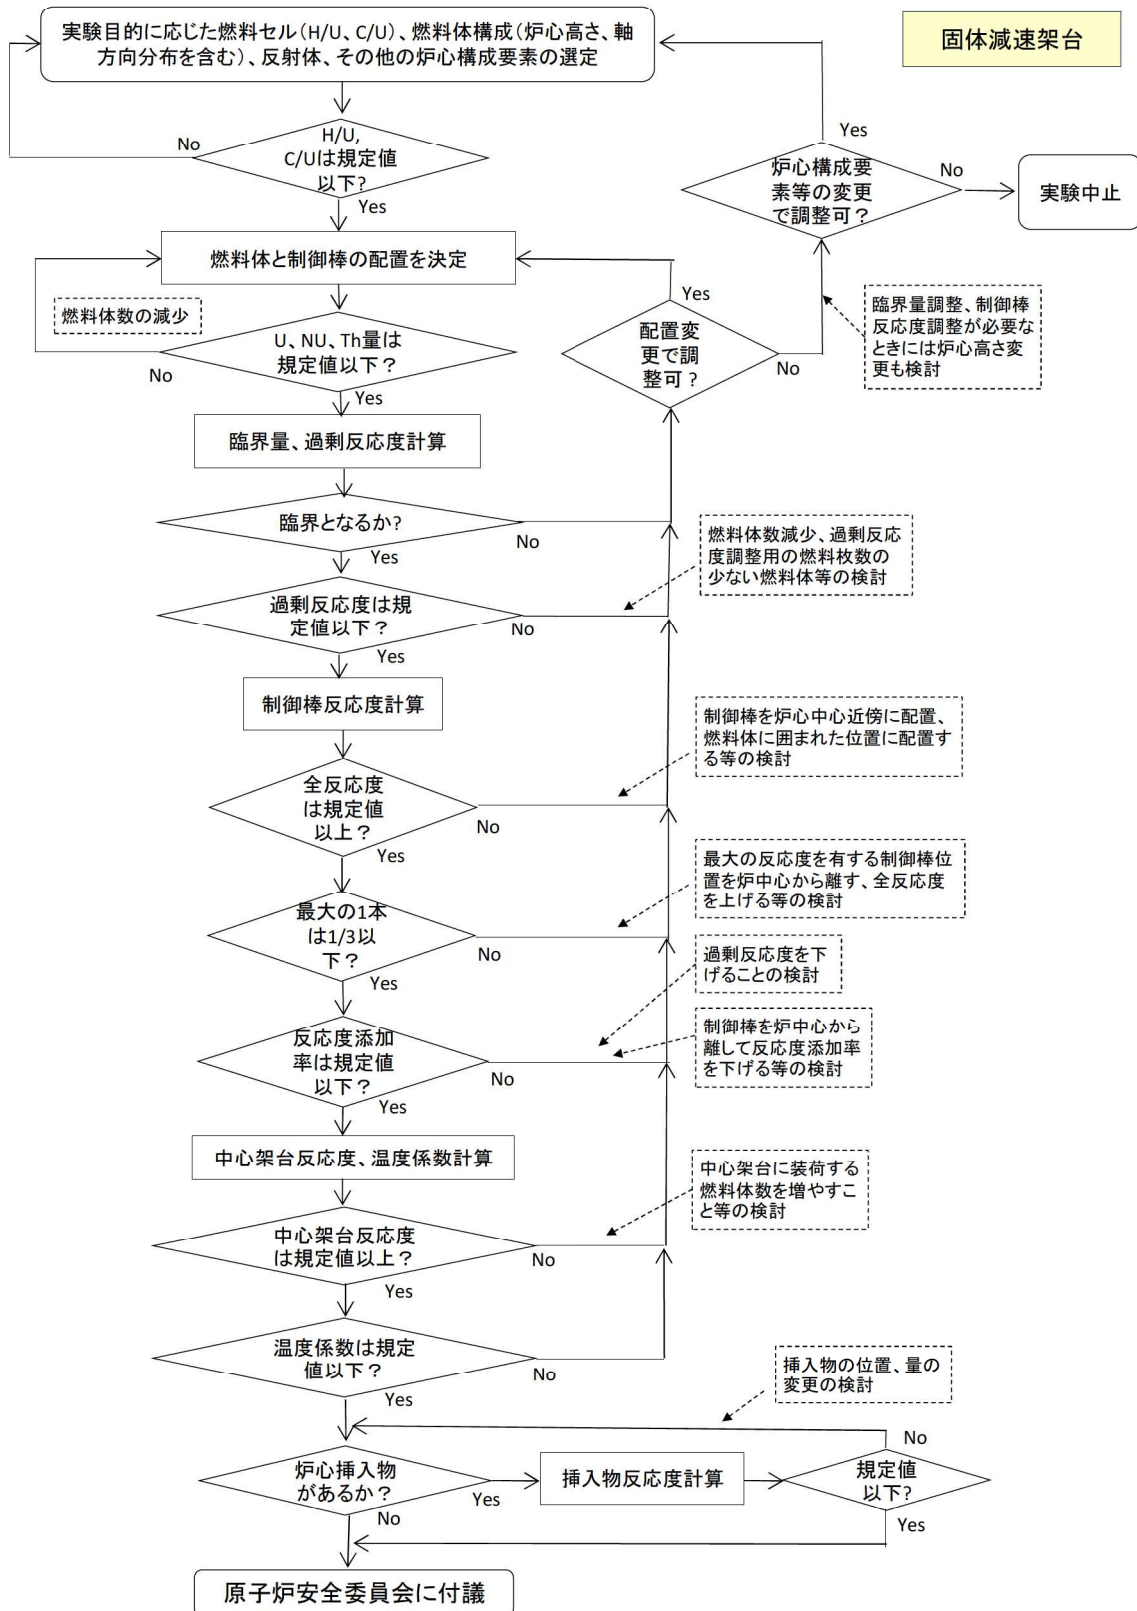 実験目的に応じた燃料セル(H/U、C/U)、燃料体構成(炉心高さ、軸
方向分布を含む)、反射体、その他の炉心構成要素の選定
固体減速架台
H/U,
C/Uは規定値
以下?
No
Yes
炉心構成要
素等の変更
で調整可？
Yes
No
実験中止
燃料体と制御棒の配置を決定
燃料体数の減少
U、NU、Th量は
規定値以下？
No
Yes
配置変
更で調
整可？
Yes
No
臨界量調整、制御棒
反応度調整が必要な
ときには炉心高さ変
更も検討
臨界量、過剰反応度計算
臨界となるか?
No
Yes
燃料体数減少、過剰反応
度調整用の燃料枚数の
少ない燃料体等の検討
過剰反応度は規
定値以下？
No
Yes
制御棒反応度計算
制御棒を炉心中心近傍に配置、
燃料体に囲まれた位置に配置す
る等の検討
全反応度
は規定値
以上？
No
Yes
最大の反応度を有する制御棒位
置を炉中心から離す、全反応度
を上げる等の検討
最大の1本
は1/3以
下？
No
Yes
過剰反応度を下
げることの検討
反応度添加
率は規定値
以下？
No
Yes
制御棒を炉中心から
離して反応度添加率
を下げる等の検討
中心架台反応度、温度係数計算
中心架台に装荷する
燃料体数を増やすこ
と等の検討
中心架台反応度
は規定値以上？
No
Yes
温度係数は規定
値以下？
No
Yes
挿入物の位置、量の
変更の検討
炉心挿入物
があるか？
Yes
No
挿入物反応度計算
規定値
以下?
No
Yes
原子炉安全委員会に付議